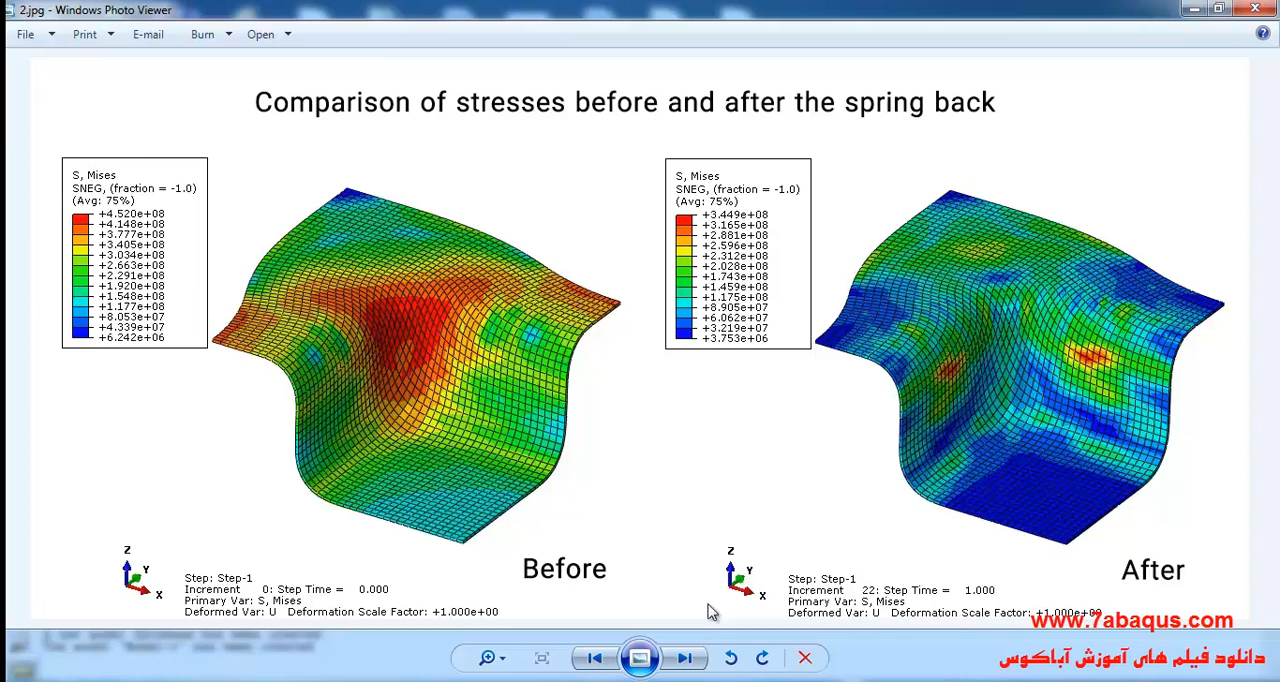 2.jpg - Windows Photo Viewer
File Print E-mail Burn Open
Comparison of stresses before and after the spring back
S, Mises
SNEG, (fraction = -1.0)
(Avg: 75%)
+4.520e+08
+4.148e+08
+3.777e+08
+3.405e+08
+3.034e+08
+2.663e+08
+2.291e+08
+1.920e+08
+1.548e+08
+1.177e+08
+8.053e+07
+4.339e+07
+6.242e+06
S, Mises
SNEG, (fraction = -1.0)
(Avg: 75%)
+3.449e+08
+3.165e+08
+2.881e+08
+2.596e+08
+2.312e+08
+2.028e+08
+1.743e+08
+1.459e+08
+1.175e+08
+8.905e+07
+6.062e+07
+3.219e+07
+3.753e+06
Z
Y
X
Before
Step: Step-1
Increment 0: Step Time = 0.000
Primary Var: S, Mises
Deformed Var: U Deformation Scale Factor: +1.000e+00
Z
Y
X
After
Step: Step-1
Increment 22: Step Time = 1.000
Primary Var: S, Mises
Deformed Var: U Deformation Scale Factor: +1.000e+00
www.7abaqus.com
دانلود فیلم های آموزش آباکوس